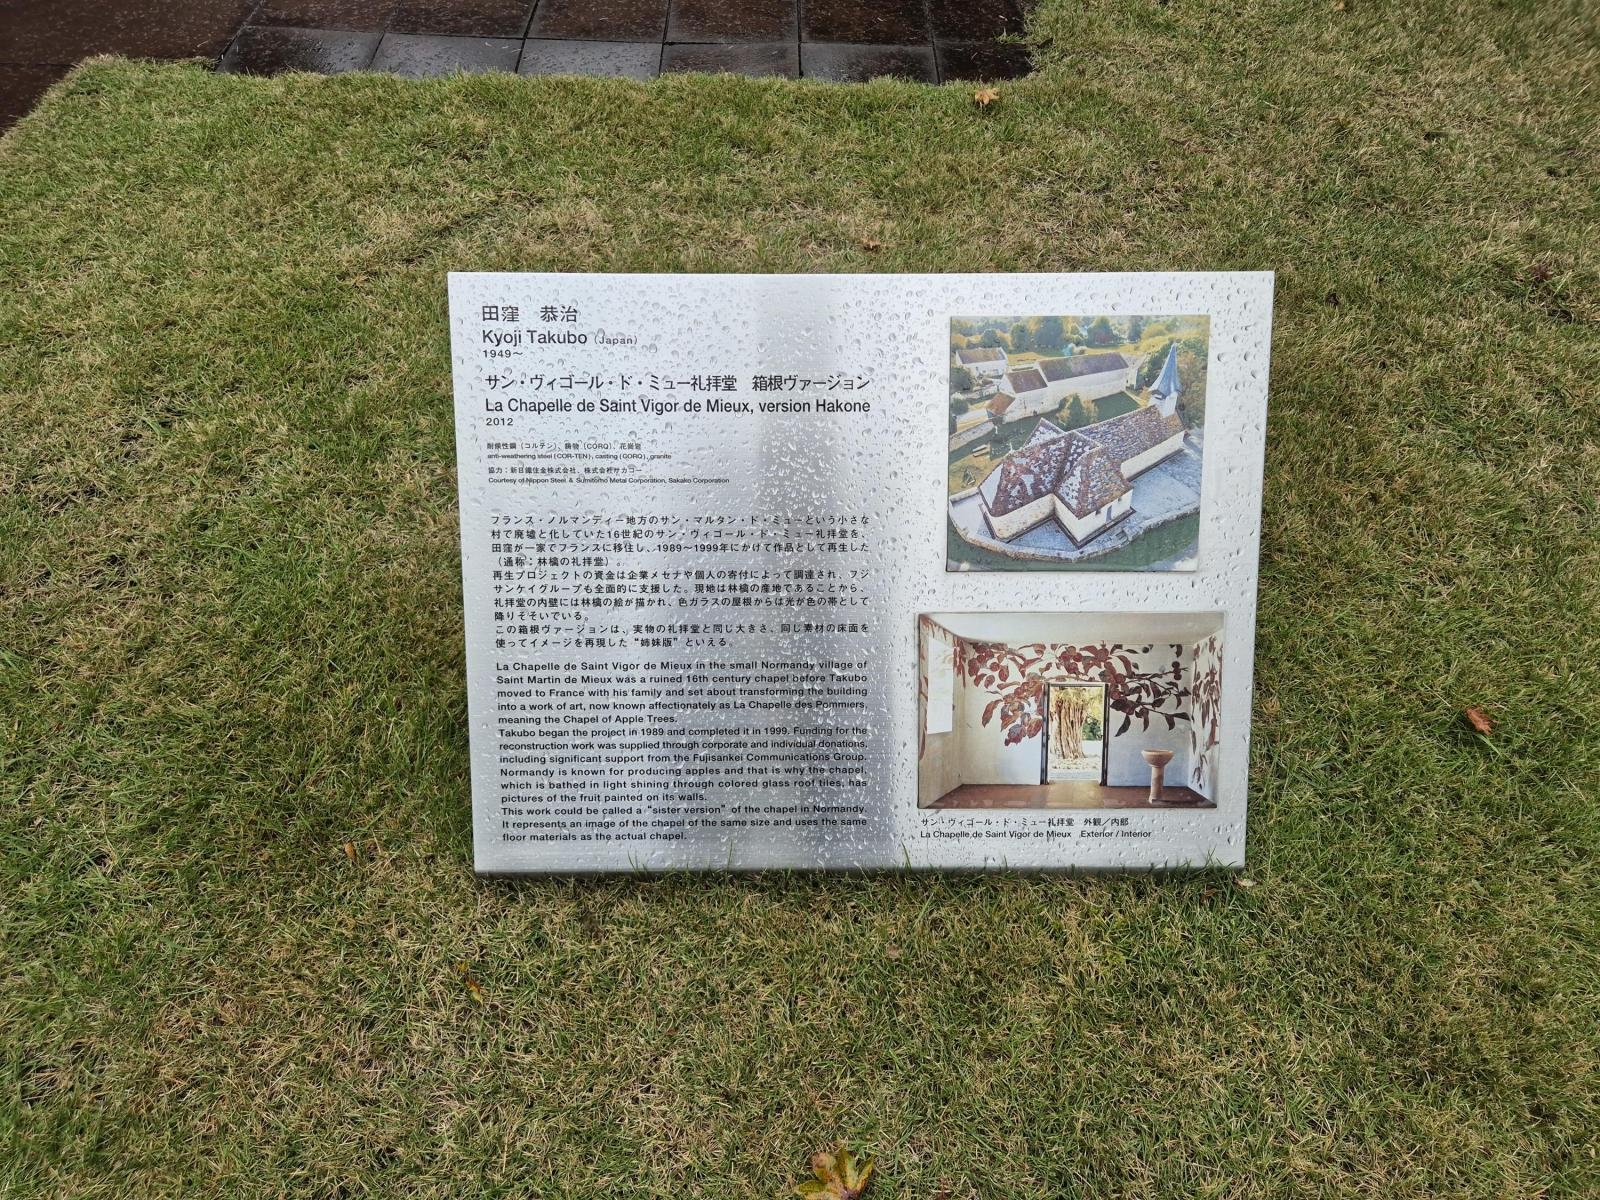 田窪　恭治
Kyoji Takubo (Japan)
1949〜
サン・ヴィゴール・ド・ミュー礼拝堂　箱根ヴァージョン
La Chapelle de Saint Vigor de Mieux, version Hakone
2012
耐候性鋼（コルテン）、鋳物（CORQ）、花崗岩
anti-weathering steel (COR-TEN), casting (CORQ), granite
協力：新日鐵住金株式会社、株式会社サカコー
Courtesy of Nippon Steel & Sumitomo Metal Corporation, Sakako Corporation
フランス・ノルマンディー地方のサン・マルタン・ド・ミューという小さな
村で廃墟と化していた16世紀のサン・ヴィゴール・ド・ミュー礼拝堂を、
田窪が一家でフランスに移住し、1989〜1999年にかけて作品として再生した
（通称：林檎の礼拝堂）。
再生プロジェクトの資金は企業メセナや個人の寄付によって調達され、フジ
サンケイグループも全面的に支援した。現地は林檎の産地であることから、
礼拝堂の内壁には林檎の絵が描かれ、色ガラスの屋根からは光が色の帯として
降りそそいでいる。
この箱根ヴァージョンは、実物の礼拝堂と同じ大きさ、同じ素材の床面を
使ってイメージを再現した“姉妹版”といえる。
La Chapelle de Saint Vigor de Mieux in the small Normandy village of
Saint Martin de Mieux was a ruined 16th century chapel before Takubo
moved to France with his family and set about transforming the building
into a work of art, now known affectionately as La Chapelle des Pommiers,
meaning the Chapel of Apple Trees.
Takubo began the project in 1989 and completed it in 1999. Funding for the
reconstruction work was supplied through corporate and individual donations,
including significant support from the Fujisankei Communications Group.
Normandy is known for producing apples and that is why the chapel,
which is bathed in light shining through colored glass roof tiles, has
pictures of the fruit painted on its walls.
This work could be called a “sister version” of the chapel in Normandy.
It represents an image of the chapel of the same size and uses the same
floor materials as the actual chapel.
サン・ヴィゴール・ド・ミュー礼拝堂　外観／内部
La Chapelle de Saint Vigor de Mieux　Exterior / Interior